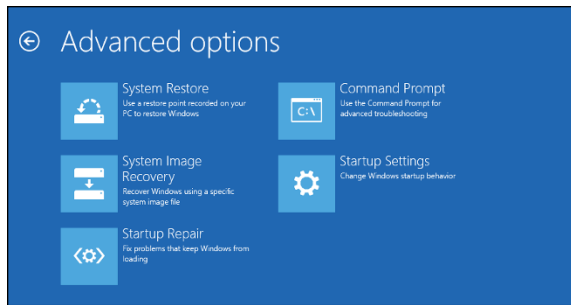 Advanced options
System Restore
Use a restore point recorded on your
PC to restore Windows
System Image
Recovery
Recover Windows using a specific
system image file
Startup Repair
Fix problems that keep Windows from
loading
Command Prompt
Use the Command Prompt for
advanced troubleshooting
C:\
Startup Settings
Change Windows startup behavior